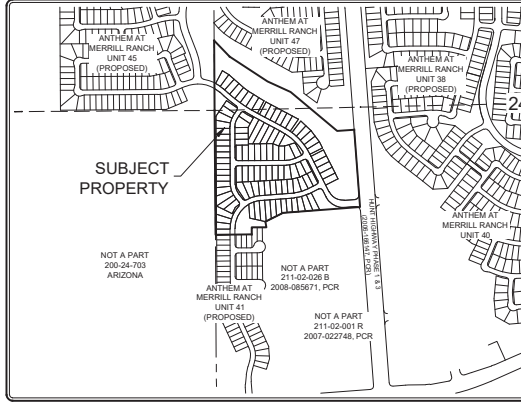 ANTHEM AT
MERRILL RANCH
UNIT 45
(PROPOSED)
ANTHEM AT
MERRILL RANCH
UNIT 47
(PROPOSED)
ANTHEM AT
MERRILL RANCH
UNIT 38
(PROPOSED)
24
SUBJECT
PROPERTY
HUNT HIGHWAY PHASE 1 & 3
ANTHEM AT
MERRILL RANCH
UNIT 40
NOT A PART
200-24-703
ARIZONA
NOT A PART
211-02-026 B
2008-085671, PCR
ANTHEM AT
MERRILL RANCH
UNIT 41
(PROPOSED)
NOT A PART
211-02-001 R
2007-022748, PCR